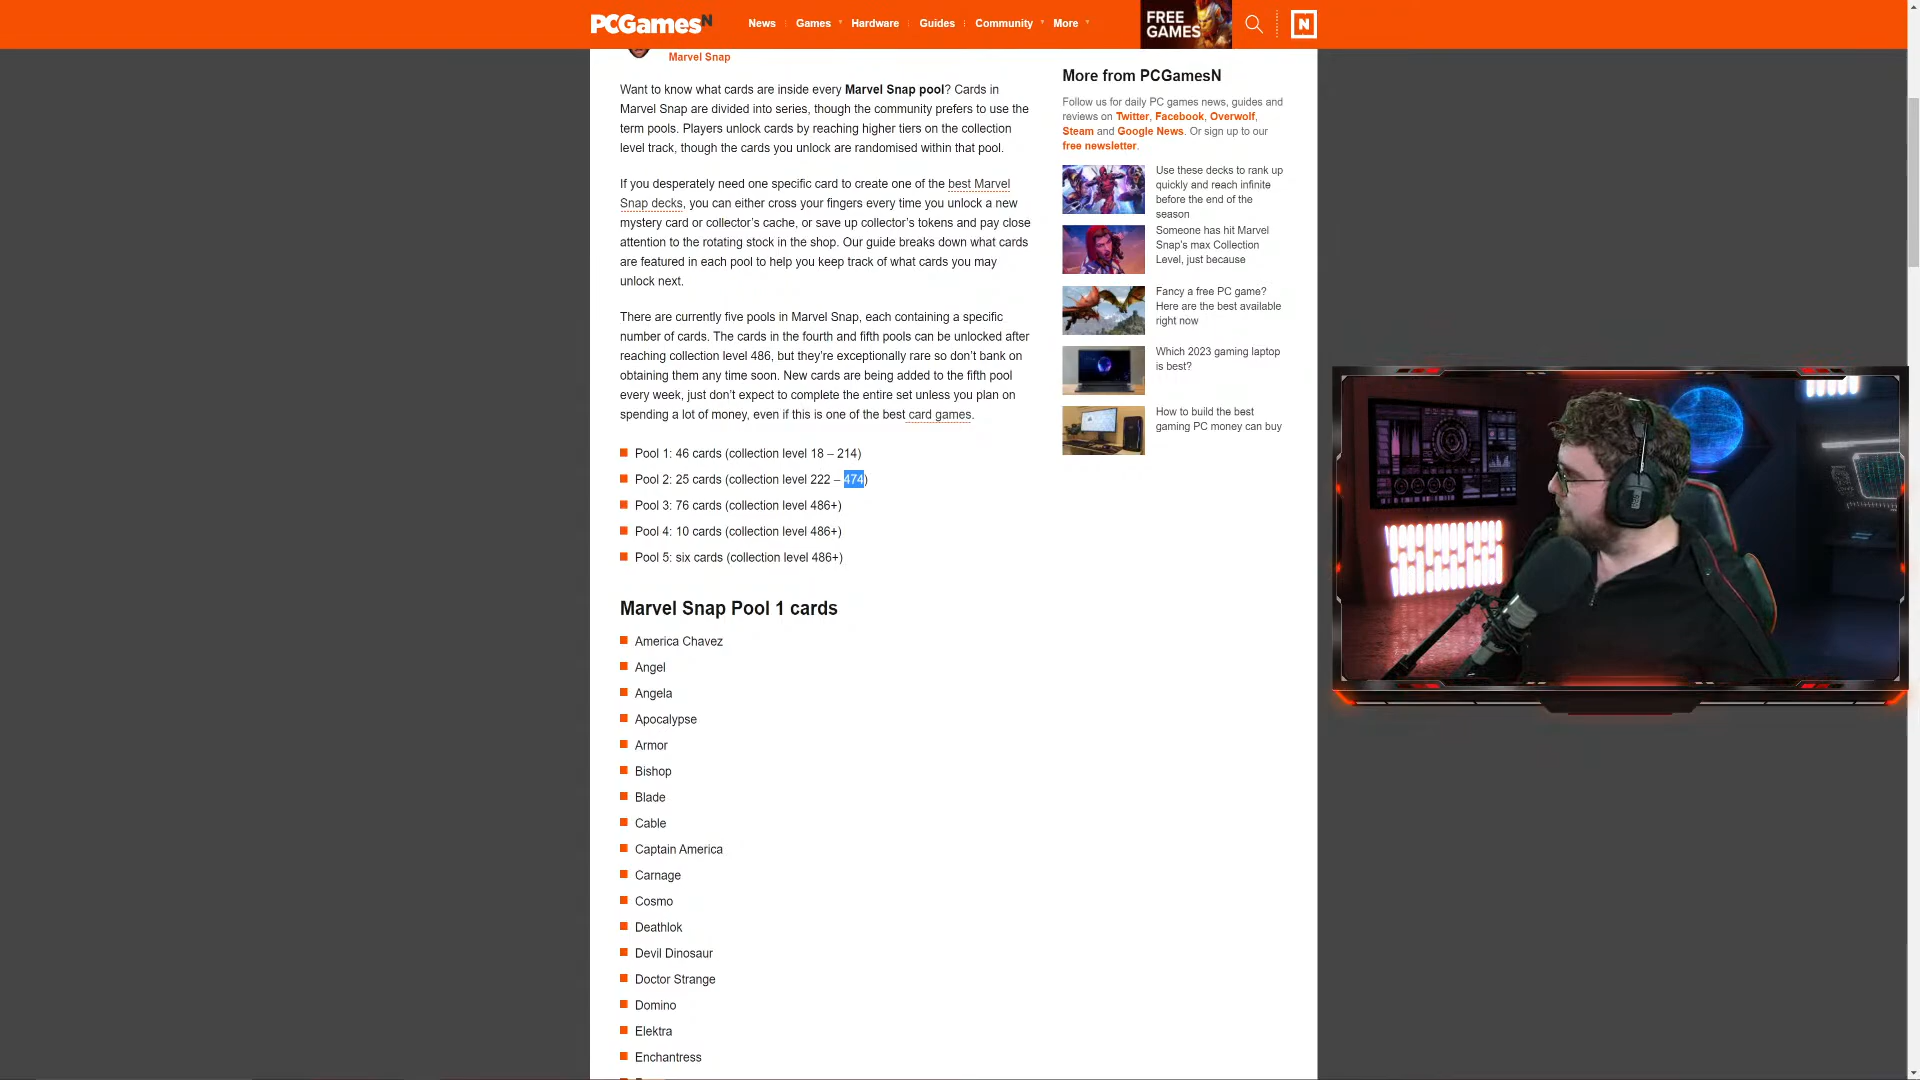 PCGamesN
News
Games
Hardware
Guides
Community
More
FREE
GAMES
N
Marvel Snap
Want to know what cards are inside every Marvel Snap pool? Cards in
Marvel Snap are divided into series, though the community prefers to use the
term pools. Players unlock cards by reaching higher tiers on the collection
level track, though the cards you unlock are randomised within that pool.
If you desperately need one specific card to create one of the best Marvel
Snap decks, you can either cross your fingers every time you unlock a new
mystery card or collector's cache, or save up collector's tokens and pay close
attention to the rotating stock in the shop. Our guide breaks down what cards
are featured in each pool to help you keep track of what cards you may
unlock next.
There are currently five pools in Marvel Snap, each containing a specific
number of cards. The cards in the fourth and fifth pools can be unlocked after
reaching collection level 486, but they're exceptionally rare so don't bank on
obtaining them any time soon. New cards are being added to the fifth pool
every week, just don't expect to complete the entire set unless you plan on
spending a lot of money, even if this is one of the best card games.
Pool 1: 46 cards (collection level 18 – 214)
Pool 2: 25 cards (collection level 222 – 474)
Pool 3: 76 cards (collection level 486+)
Pool 4: 10 cards (collection level 486+)
Pool 5: six cards (collection level 486+)
Marvel Snap Pool 1 cards
America Chavez
Angel
Angela
Apocalypse
Armor
Bishop
Blade
Cable
Captain America
Carnage
Cosmo
Deathlok
Devil Dinosaur
Doctor Strange
Domino
Elektra
Enchantress
More from PCGamesN
Follow us for daily PC games news, guides and
reviews on Twitter, Facebook, Overwolf,
Steam and Google News. Or sign up to our
free newsletter.
Use these decks to rank up
quickly and reach infinite
before the end of the
season
Someone has hit Marvel
Snap's max Collection
Level, just because
Fancy a free PC game?
Here are the best available
right now
Which 2023 gaming laptop
is best?
How to build the best
gaming PC money can buy